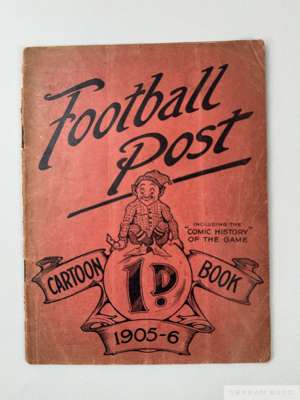 Football
Post
INCLUDING THE
"COMIC HISTORY"
OF THE GAME
CARTOON 1D. BOOK
1905-6